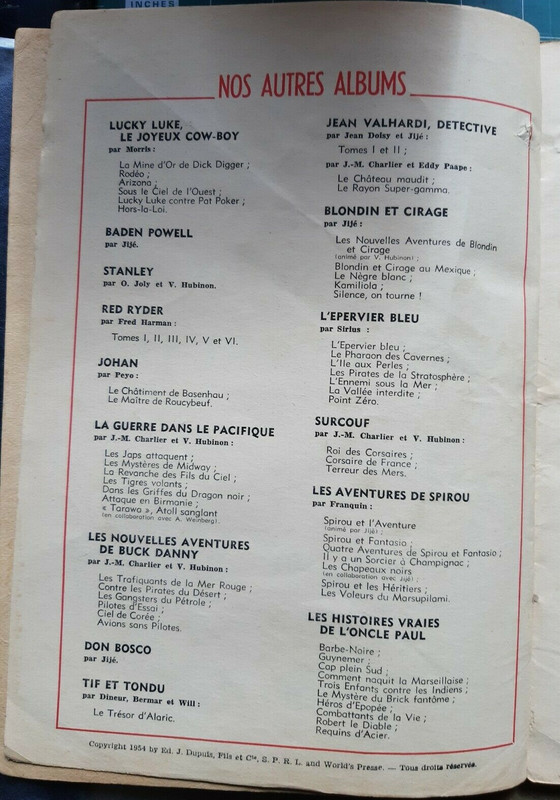 INCHES
NOS AUTRES ALBUMS
LUCKY LUKE,
LE JOYEUX COW-BOY
par Morris :
La Mine d'Or de Dick Digger ;
Rodéo ;
Arizona ;
Sous le Ciel de l'Ouest ;
Lucky Luke contre Pat Poker ;
Hors-la-Loi.
BADEN POWELL
par Jijé.
STANLEY
par O. Joly et V. Hubinon.
RED RYDER
par Fred Harman :
Tomes I, II, III, IV, V et VI.
JOHAN
par Peyo :
Le Châtiment de Basenhau ;
Le Maître de Roucybeuf.
LA GUERRE DANS LE PACIFIQUE
par J.-M. Charlier et V. Hubinon :
Les Japs attaquent ;
Les Mystères de Midway ;
La Revanche des Fils du Ciel ;
Les Tigres volants ;
Dans les Griffes du Dragon noir ;
Attaque en Birmanie ;
« Tarawa », Atoll sanglant
(en collaboration avec A. Weinberg).
LES NOUVELLES AVENTURES
DE BUCK DANNY
par J.-M. Charlier et V. Hubinon :
Les Trafiquants de la Mer Rouge ;
Contre les Pirates du Désert ;
Les Gangsters du Pétrole ;
Pilotes d'Essai ;
Ciel de Corée ;
Avions sans Pilotes.
DON BOSCO
par Jijé.
TIF ET TONDU
par Dineur, Bermar et Will :
Le Trésor d'Alaric.
JEAN VALHARDI, DETECTIVE
par Jean Doisy et Jijé :
Tomes I et II ;
par J.-M. Charlier et Eddy Paape :
Le Château maudit ;
Le Rayon Super-gamma.
BLONDIN ET CIRAGE
par Jijé :
Les Nouvelles Aventures de Blondin
et Cirage
(animé par V. Hubinon) ;
Blondin et Cirage au Mexique ;
Le Nègre blanc ;
Kamiliola ;
Silence, on tourne !
L'EPERVIER BLEU
par Sirius :
L'Epervier bleu ;
Le Pharaon des Cavernes ;
L'Ile aux Perles ;
Les Pirates de la Stratosphère ;
L'Ennemi sous la Mer ;
La Vallée interdite ;
Point Zéro.
SURCOUF
par J.-M. Charlier et V. Hubinon :
Roi des Corsaires ;
Corsaire de France ;
Terreur des Mers.
LES AVENTURES DE SPIROU
par Franquin :
Spirou et l'Aventure
(animé par Jijé) ;
Spirou et Fantasio ;
Quatre Aventures de Spirou et Fantasio ;
Il y a un Sorcier à Champignac ;
Les Chapeaux noirs
(en collaboration avec Jijé) ;
Spirou et les Héritiers ;
Les Voleurs du Marsupilami.
LES HISTOIRES VRAIES
DE L'ONCLE PAUL
Barbe-Noire ;
Guynemer ;
Cap plein Sud ;
Comment naquit la Marseillaise ;
Trois Enfants contre les Indiens ;
Le Mystère du Brick fantôme ;
Héros d'Epopée ;
Combattants de la Vie ;
Robert le Diable ;
Requins d'Acier.
Copyright 1954 by Ed. J. Dupuis, Fils et Cie, S. P. R. L. and World's Presse. — Tous droits réservés.